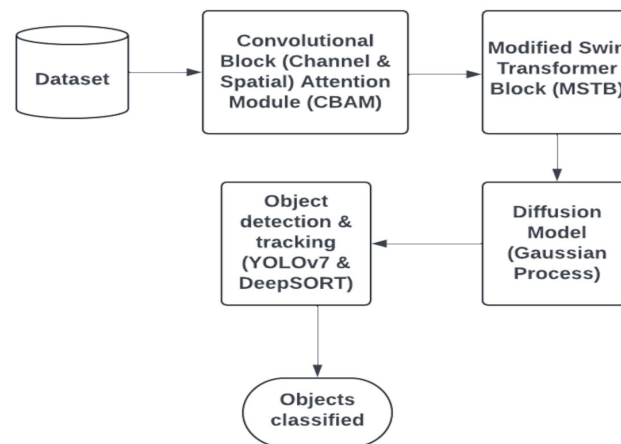 Dataset
Convolutional
Block (Channel &
Spatial) Attention
Module (CBAM)
Modified Swin
Transformer
Block (MSTB)
Diffusion
Model
(Gaussian
Process)
Object
detection &
tracking
(YOLOv7 &
DeepSORT)
Objects
classified